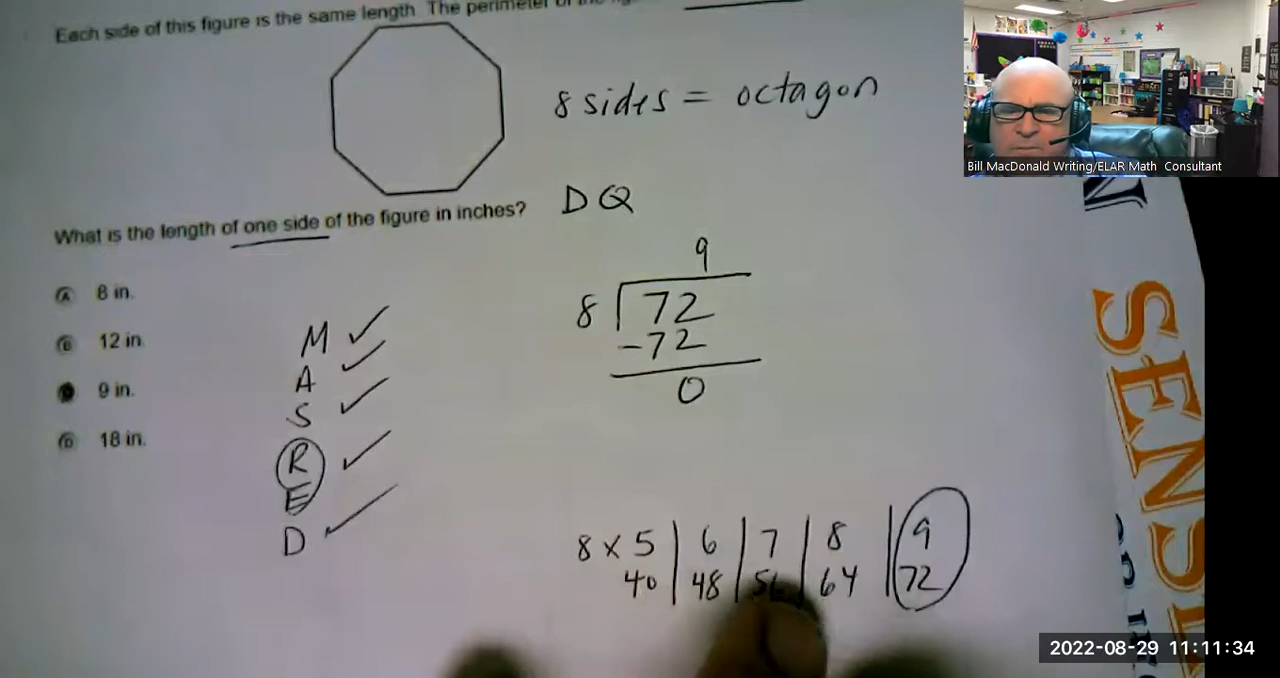 Each side of this figure is the same length. The perimeter of the
8 sides = octagon
What is the length of one side of the figure in inches?
DQ
A 8 in.
12 in.
9 in.
D 18 in.
M
A
S
R
E
D
9
8 72
-72
0
8 x 5 | 6 | 7 | 8 | 9
40 | 48 | 56 | 64 | 72
Bill MacDonald Writing/ELAR Math Consultant
SENS
2022-08-29 11:11:34